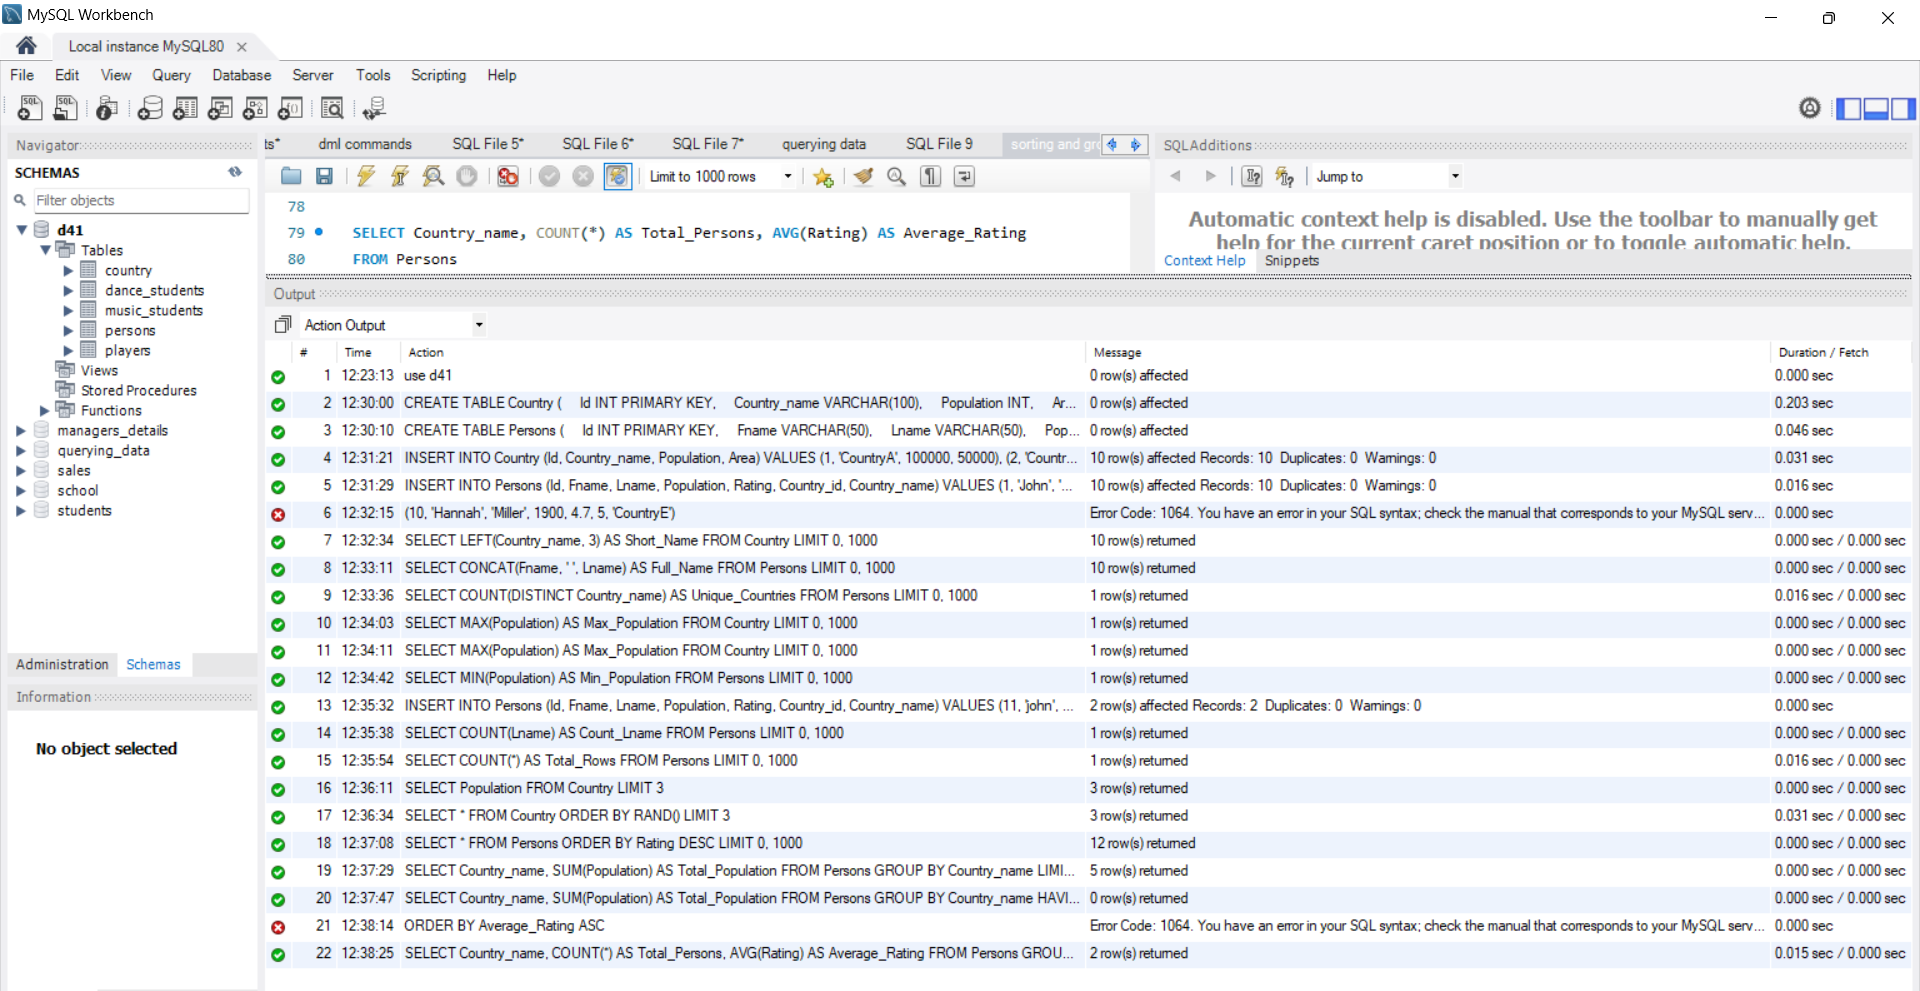 MySQL Workbench
Local instance MySQL80
File Edit View Query Database Server Tools Scripting Help
Navigator
SCHEMAS
Filter objects
d41
Tables
country
dance_students
music_students
persons
players
Views
Stored Procedures
Functions
managers_details
querying_data
sales
school
students
Administration Schemas
Information
No object selected
ts* dml commands SQL File 5* SQL File 6* SQL File 7* querying data SQL File 9 sorting and gro
Limit to 1000 rows
78
79 SELECT Country_name, COUNT(*) AS Total_Persons, AVG(Rating) AS Average_Rating
80 FROM Persons
SQLAdditions
Jump to
Automatic context help is disabled. Use the toolbar to manually get
help for the current caret position or to toggle automatic help.
Context Help Snippets
Output
Action Output
# Time Action Message Duration / Fetch
1 12:23:13 use d41 0 row(s) affected 0.000 sec
2 12:30:00 CREATE TABLE Country ( Id INT PRIMARY KEY, Country_name VARCHAR(100), Population INT, Ar... 0 row(s) affected 0.203 sec
3 12:30:10 CREATE TABLE Persons ( Id INT PRIMARY KEY, Fname VARCHAR(50), Lname VARCHAR(50), Pop... 0 row(s) affected 0.046 sec
4 12:31:21 INSERT INTO Country (Id, Country_name, Population, Area) VALUES (1, 'CountryA', 100000, 50000), (2, 'Countr... 10 row(s) affected Records: 10 Duplicates: 0 Warnings: 0 0.031 sec
5 12:31:29 INSERT INTO Persons (Id, Fname, Lname, Population, Rating, Country_id, Country_name) VALUES (1, 'John', '... 10 row(s) affected Records: 10 Duplicates: 0 Warnings: 0 0.016 sec
6 12:32:15 (10, 'Hannah', 'Miller', 1900, 4.7, 5, 'CountryE') Error Code: 1064. You have an error in your SQL syntax; check the manual that corresponds to your MySQL serv... 0.000 sec
7 12:32:34 SELECT LEFT(Country_name, 3) AS Short_Name FROM Country LIMIT 0, 1000 10 row(s) returned 0.000 sec / 0.000 sec
8 12:33:11 SELECT CONCAT(Fname, ' ', Lname) AS Full_Name FROM Persons LIMIT 0, 1000 10 row(s) returned 0.000 sec / 0.000 sec
9 12:33:36 SELECT COUNT(DISTINCT Country_name) AS Unique_Countries FROM Persons LIMIT 0, 1000 1 row(s) returned 0.016 sec / 0.000 sec
10 12:34:03 SELECT MAX(Population) AS Max_Population FROM Country LIMIT 0, 1000 1 row(s) returned 0.000 sec / 0.000 sec
11 12:34:11 SELECT MAX(Population) AS Max_Population FROM Country LIMIT 0, 1000 1 row(s) returned 0.000 sec / 0.000 sec
12 12:34:42 SELECT MIN(Population) AS Min_Population FROM Persons LIMIT 0, 1000 1 row(s) returned 0.000 sec / 0.000 sec
13 12:35:32 INSERT INTO Persons (Id, Fname, Lname, Population, Rating, Country_id, Country_name) VALUES (11, 'john', ... 2 row(s) affected Records: 2 Duplicates: 0 Warnings: 0 0.000 sec
14 12:35:38 SELECT COUNT(Lname) AS Count_Lname FROM Persons LIMIT 0, 1000 1 row(s) returned 0.000 sec / 0.000 sec
15 12:35:54 SELECT COUNT(*) AS Total_Rows FROM Persons LIMIT 0, 1000 1 row(s) returned 0.016 sec / 0.000 sec
16 12:36:11 SELECT Population FROM Country LIMIT 3 3 row(s) returned 0.000 sec / 0.000 sec
17 12:36:34 SELECT * FROM Country ORDER BY RAND() LIMIT 3 3 row(s) returned 0.031 sec / 0.000 sec
18 12:37:08 SELECT * FROM Persons ORDER BY Rating DESC LIMIT 0, 1000 12 row(s) returned 0.000 sec / 0.000 sec
19 12:37:29 SELECT Country_name, SUM(Population) AS Total_Population FROM Persons GROUP BY Country_name LIMI... 5 row(s) returned 0.000 sec / 0.000 sec
20 12:37:47 SELECT Country_name, SUM(Population) AS Total_Population FROM Persons GROUP BY Country_name HAVI... 0 row(s) returned 0.000 sec / 0.000 sec
21 12:38:14 ORDER BY Average_Rating ASC Error Code: 1064. You have an error in your SQL syntax; check the manual that corresponds to your MySQL serv... 0.000 sec
22 12:38:25 SELECT Country_name, COUNT(*) AS Total_Persons, AVG(Rating) AS Average_Rating FROM Persons GROU... 2 row(s) returned 0.015 sec / 0.000 sec